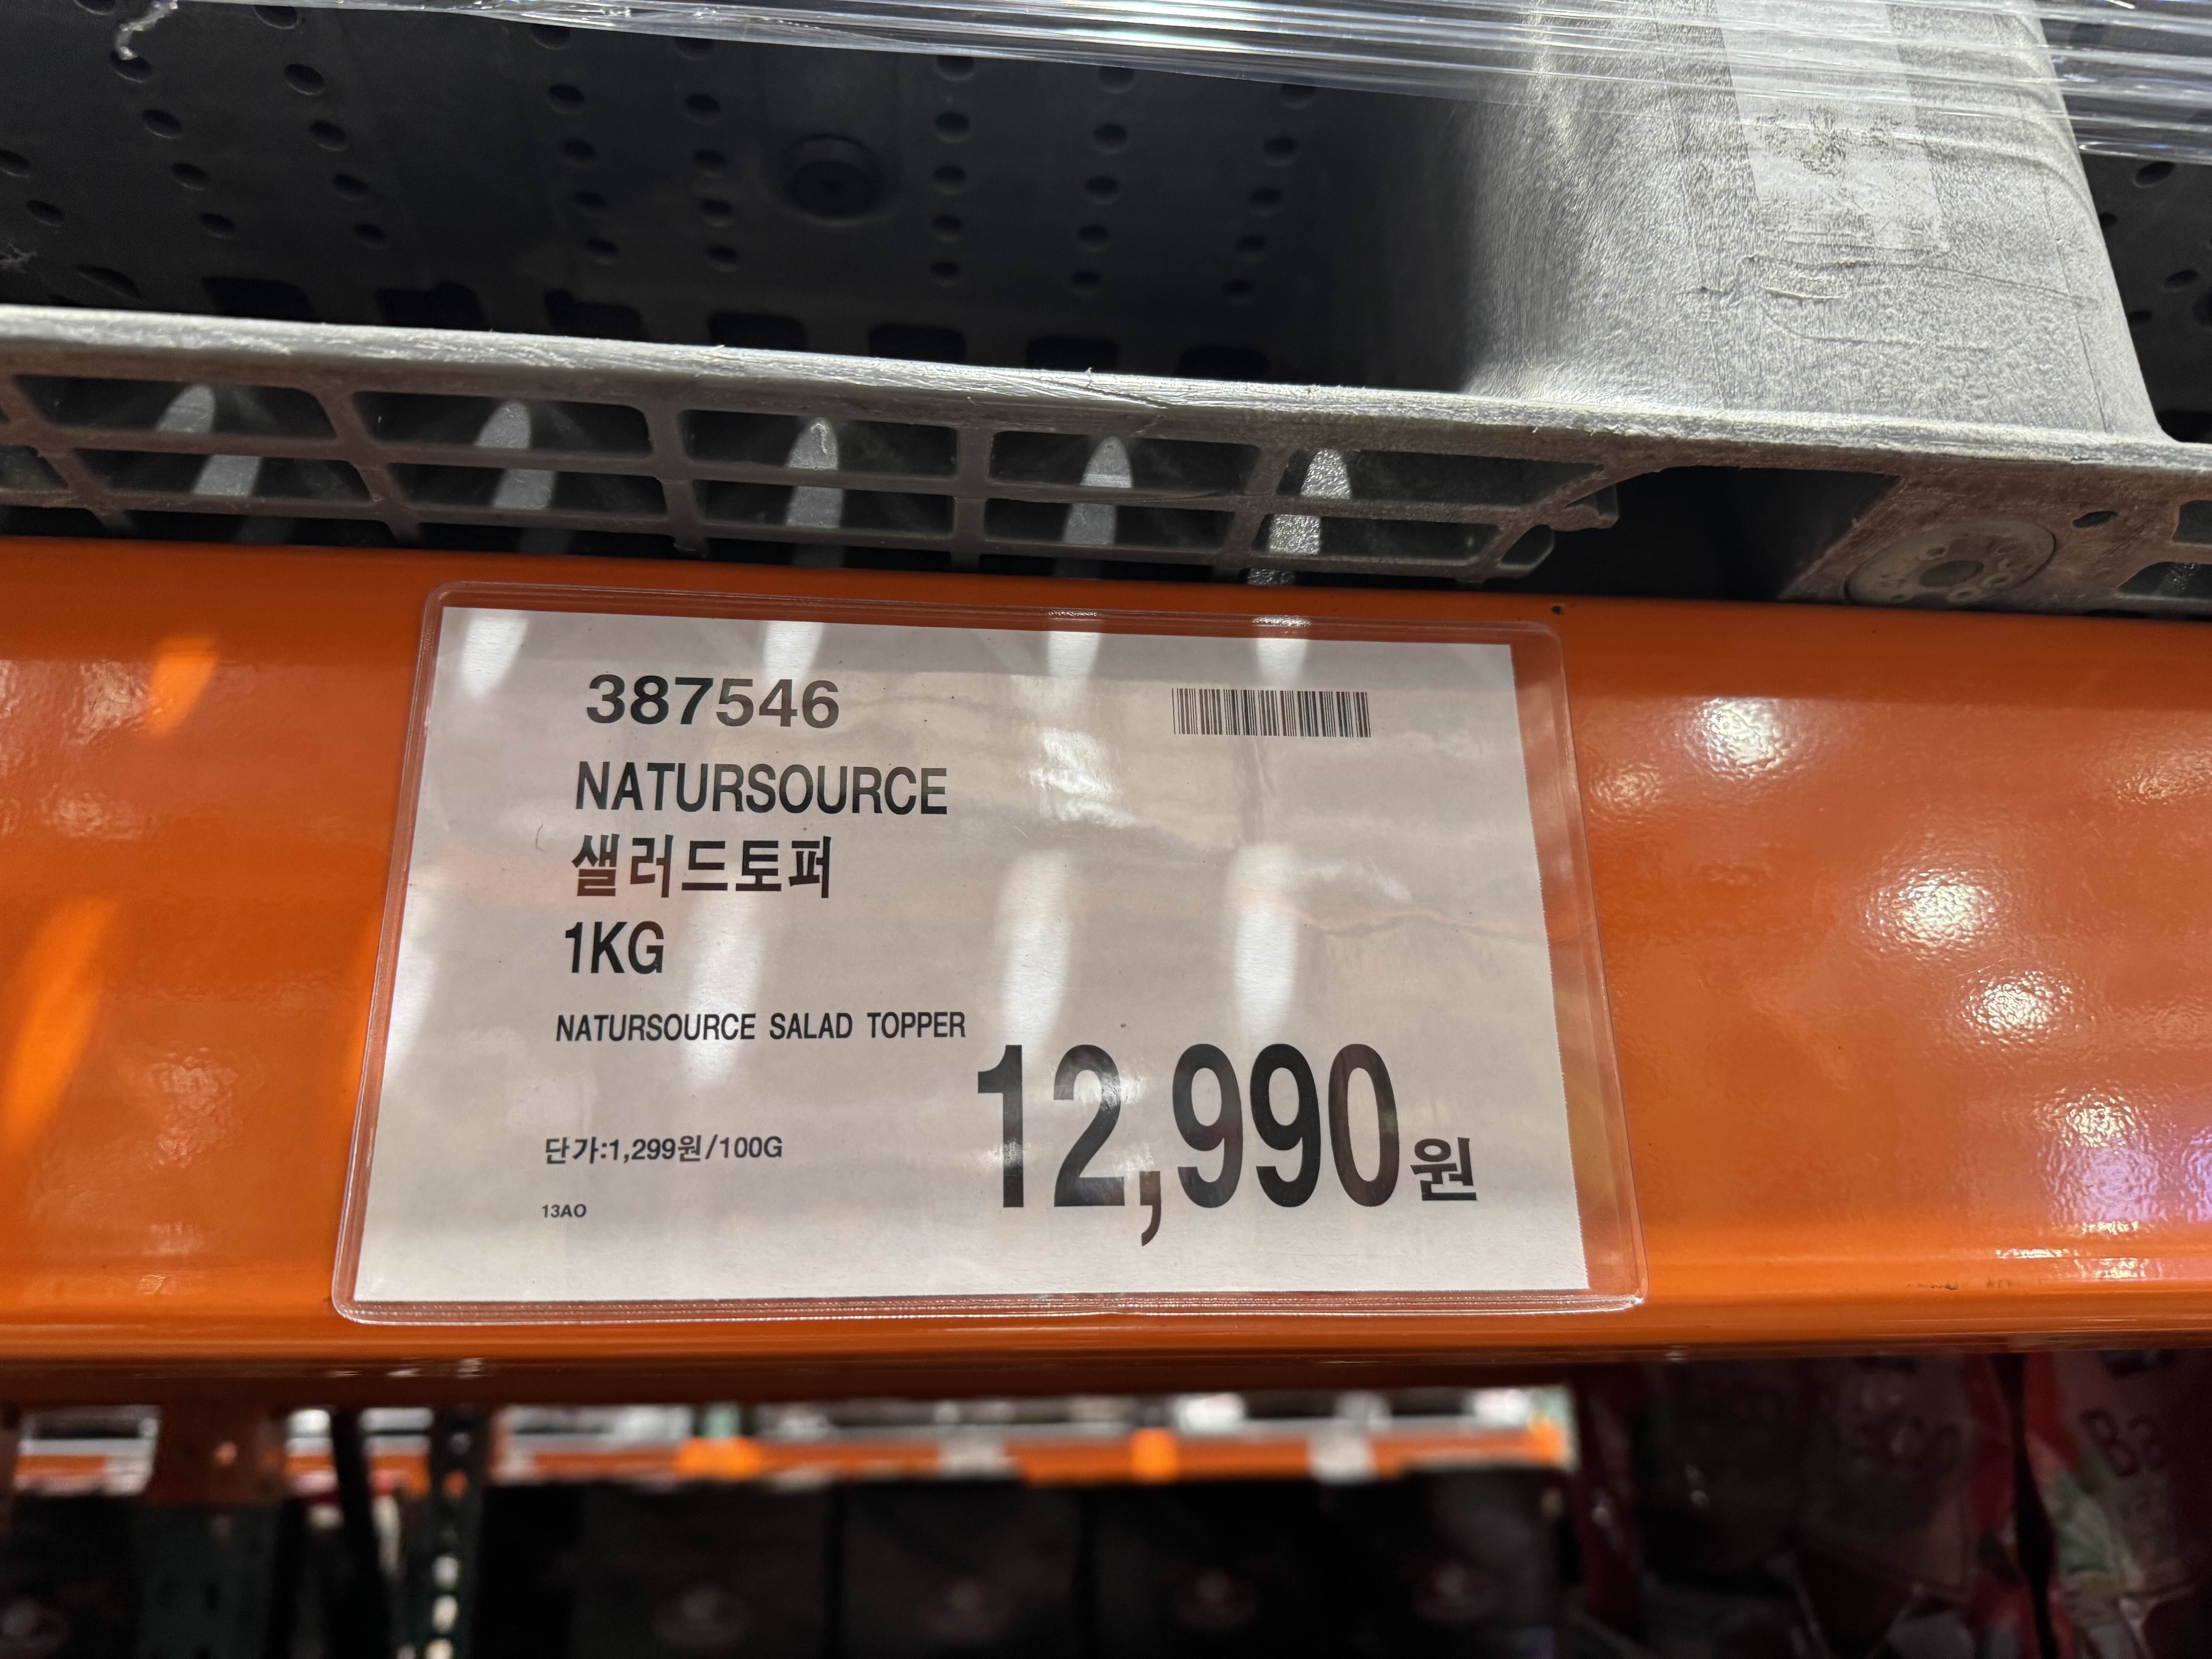 387546
NATURSOURCE
샐러드토퍼
1KG
NATURSOURCE SALAD TOPPER
12,990원
단가:1,299원/100G
13AO